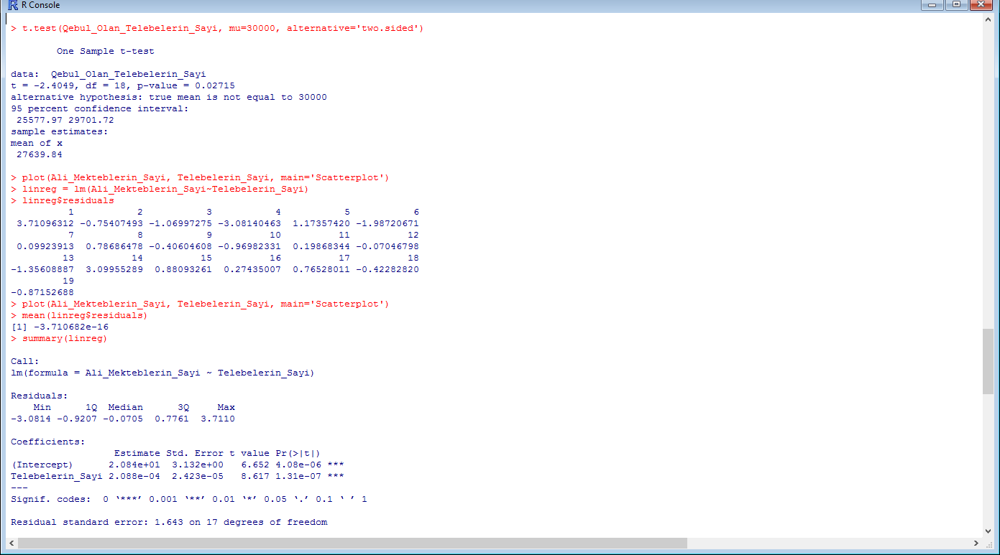 R Console
> t.test(Qebul_Olan_Telebelerin_Sayi, mu=30000, alternative='two.sided')
One Sample t-test
data:  Qebul_Olan_Telebelerin_Sayi
t = -2.4049, df = 18, p-value = 0.02715
alternative hypothesis: true mean is not equal to 30000
95 percent confidence interval:
 25577.97 29701.72
sample estimates:
mean of x
 27639.84
> plot(Ali_Mekteblerin_Sayi, Telebelerin_Sayi, main='Scatterplot')
> linreg = lm(Ali_Mekteblerin_Sayi~Telebelerin_Sayi)
> linreg$residuals
          1           2           3           4           5           6
 3.71096312 -0.75407493 -1.06997275 -3.08140463  1.17357420 -1.98720671
          7           8           9          10          11          12
 0.09923913  0.78686478 -0.40604608 -0.96982331  0.19868344 -0.07046798
         13          14          15          16          17          18
-1.35608887  3.09955289  0.88093261  0.27435007  0.76528011 -0.42282820
         19
-0.87152688
> plot(Ali_Mekteblerin_Sayi, Telebelerin_Sayi, main='Scatterplot')
> mean(linreg$residuals)
[1] -3.710682e-16
> summary(linreg)
Call:
lm(formula = Ali_Mekteblerin_Sayi ~ Telebelerin_Sayi)
Residuals:
    Min      1Q  Median      3Q     Max
-3.0814 -0.9207 -0.0705  0.7761  3.7110
Coefficients:
                  Estimate Std. Error t value Pr(>|t|)
(Intercept)      2.084e+01  3.132e+00   6.652 4.08e-06 ***
Telebelerin_Sayi 2.088e-04  2.423e-05   8.617 1.31e-07 ***
---
Signif. codes:  0 ‘***’ 0.001 ‘**’ 0.01 ‘*’ 0.05 ‘.’ 0.1 ‘ ’ 1
Residual standard error: 1.643 on 17 degrees of freedom